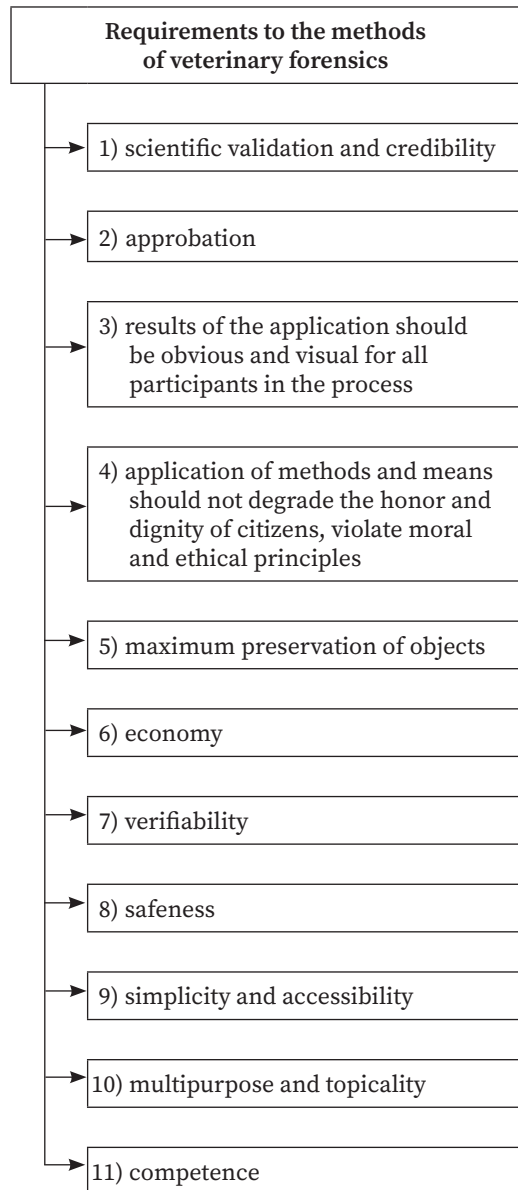 Requirements to the methods
of veterinary forensics
1) scientific validation and credibility
2) approbation
3) results of the application should
be obvious and visual for all
participants in the process
4) application of methods and means
should not degrade the honor and
dignity of citizens, violate moral
and ethical principles
5) maximum preservation of objects
6) economy
7) verifiability
8) safeness
9) simplicity and accessibility
10) multipurpose and topicality
11) competence